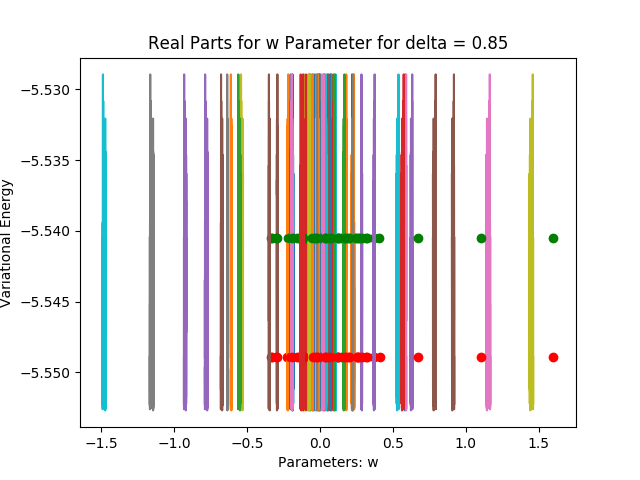 Real Parts for w Parameter for delta = 0.85
−5.530
−5.535
−5.540
−5.545
−5.550
Variational Energy
−1.5 −1.0 −0.5 0.0 0.5 1.0 1.5
Parameters: w